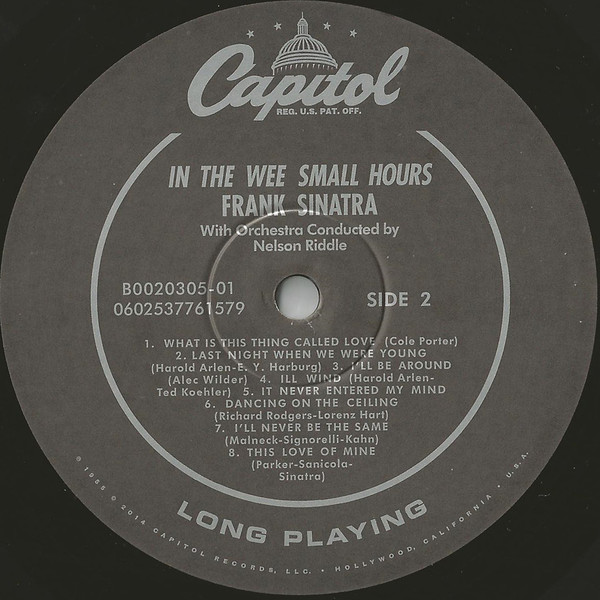 Capitol
REG. U.S. PAT. OFF.
IN THE WEE SMALL HOURS
FRANK SINATRA
With Orchestra Conducted by
Nelson Riddle
B0020305-01
0602537761579
SIDE 2
1. WHAT IS THIS THING CALLED LOVE (Cole Porter)
2. LAST NIGHT WHEN WE WERE YOUNG
(Harold Arlen-E. Y. Harburg) 3. I'LL BE AROUND
(Alec Wilder) 4. ILL WIND (Harold Arlen-
Ted Koehler) 5. IT NEVER ENTERED MY MIND
6. DANCING ON THE CEILING
(Richard Rodgers-Lorenz Hart)
7. I'LL NEVER BE THE SAME
(Malneck-Signorelli-Kahn)
8. THIS LOVE OF MINE
(Parker-Sanicola-
Sinatra)
LONG PLAYING
℗ 1955 © 2014 CAPITOL RECORDS, LLC. • HOLLYWOOD, CALIFORNIA • U.S.A.